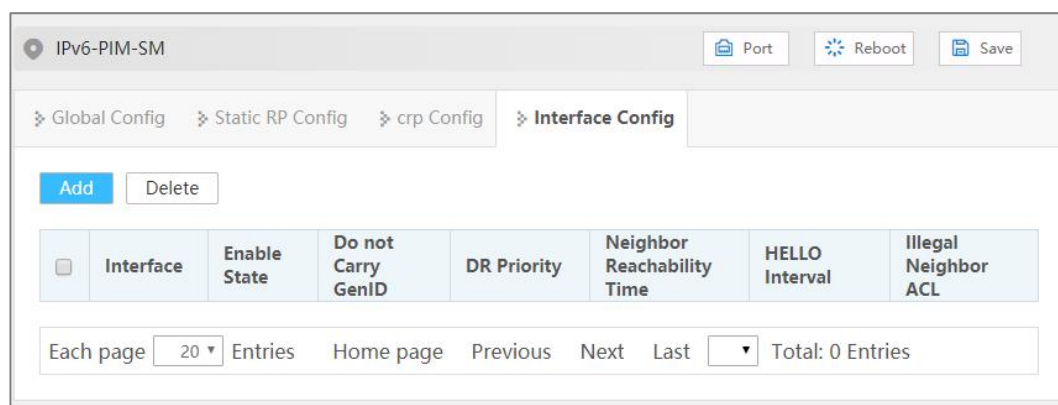 IPv6-PIM-SM Port Reboot Save
Global Config Static RP Config crp Config Interface Config
Add Delete
Interface Enable State Do not Carry GenID DR Priority Neighbor Reachability Time HELLO Interval Illegal Neighbor ACL
Each page 20 Entries Home page Previous Next Last Total: 0 Entries